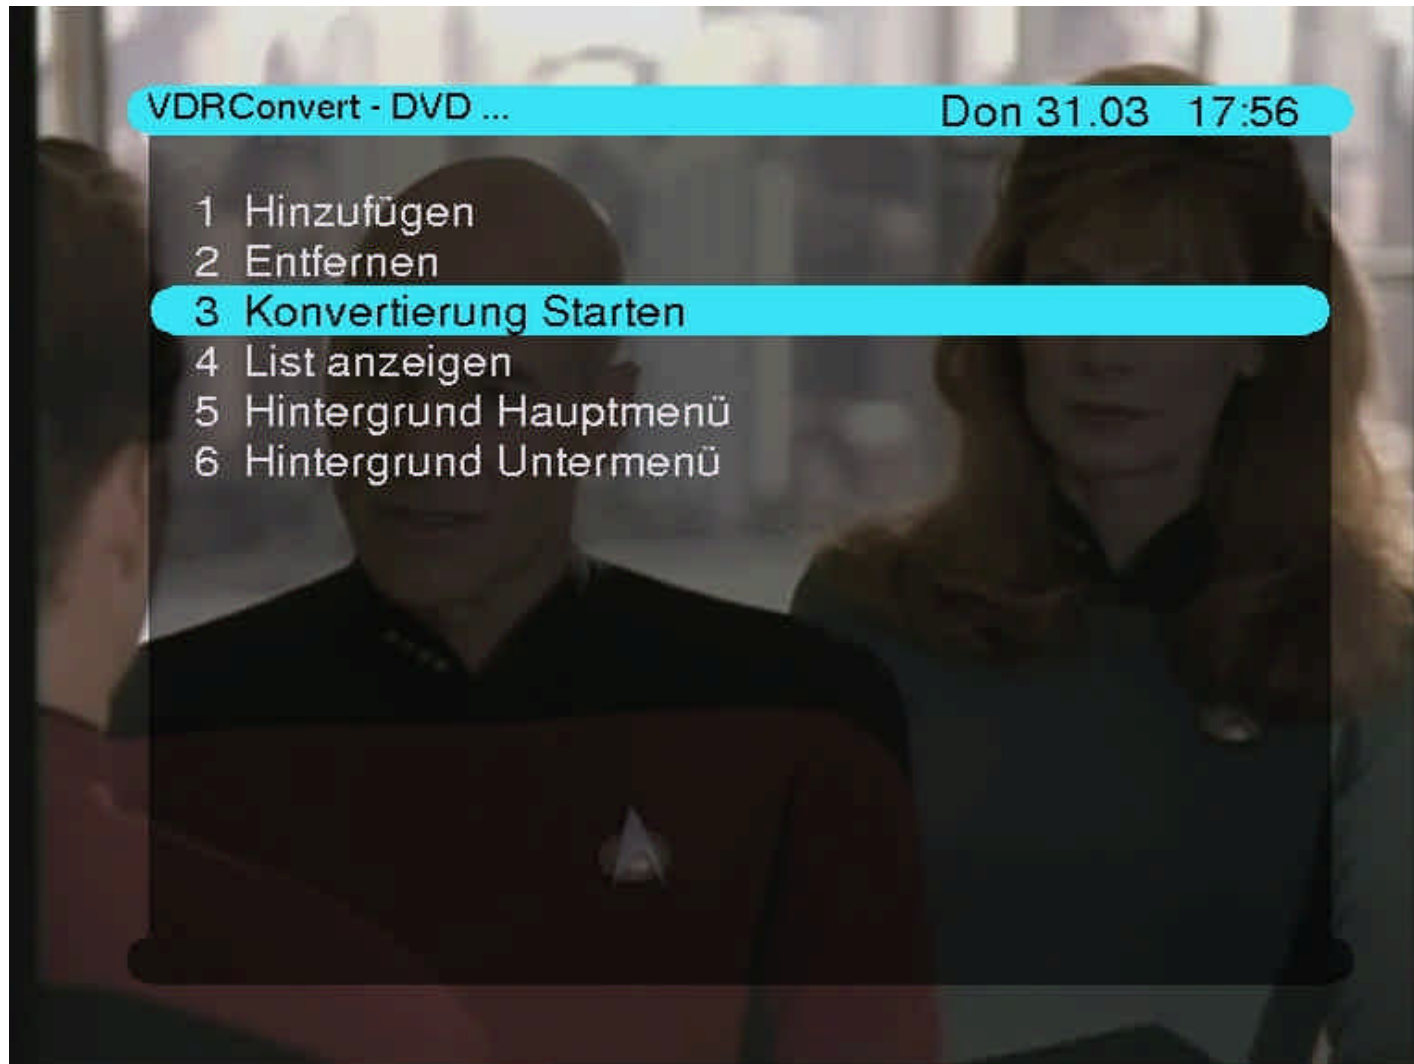 VDRConvert - DVD ... Don 31.03 17:56
1 Hinzufügen
2 Entfernen
3 Konvertierung Starten
4 List anzeigen
5 Hintergrund Hauptmenü
6 Hintergrund Untermenü